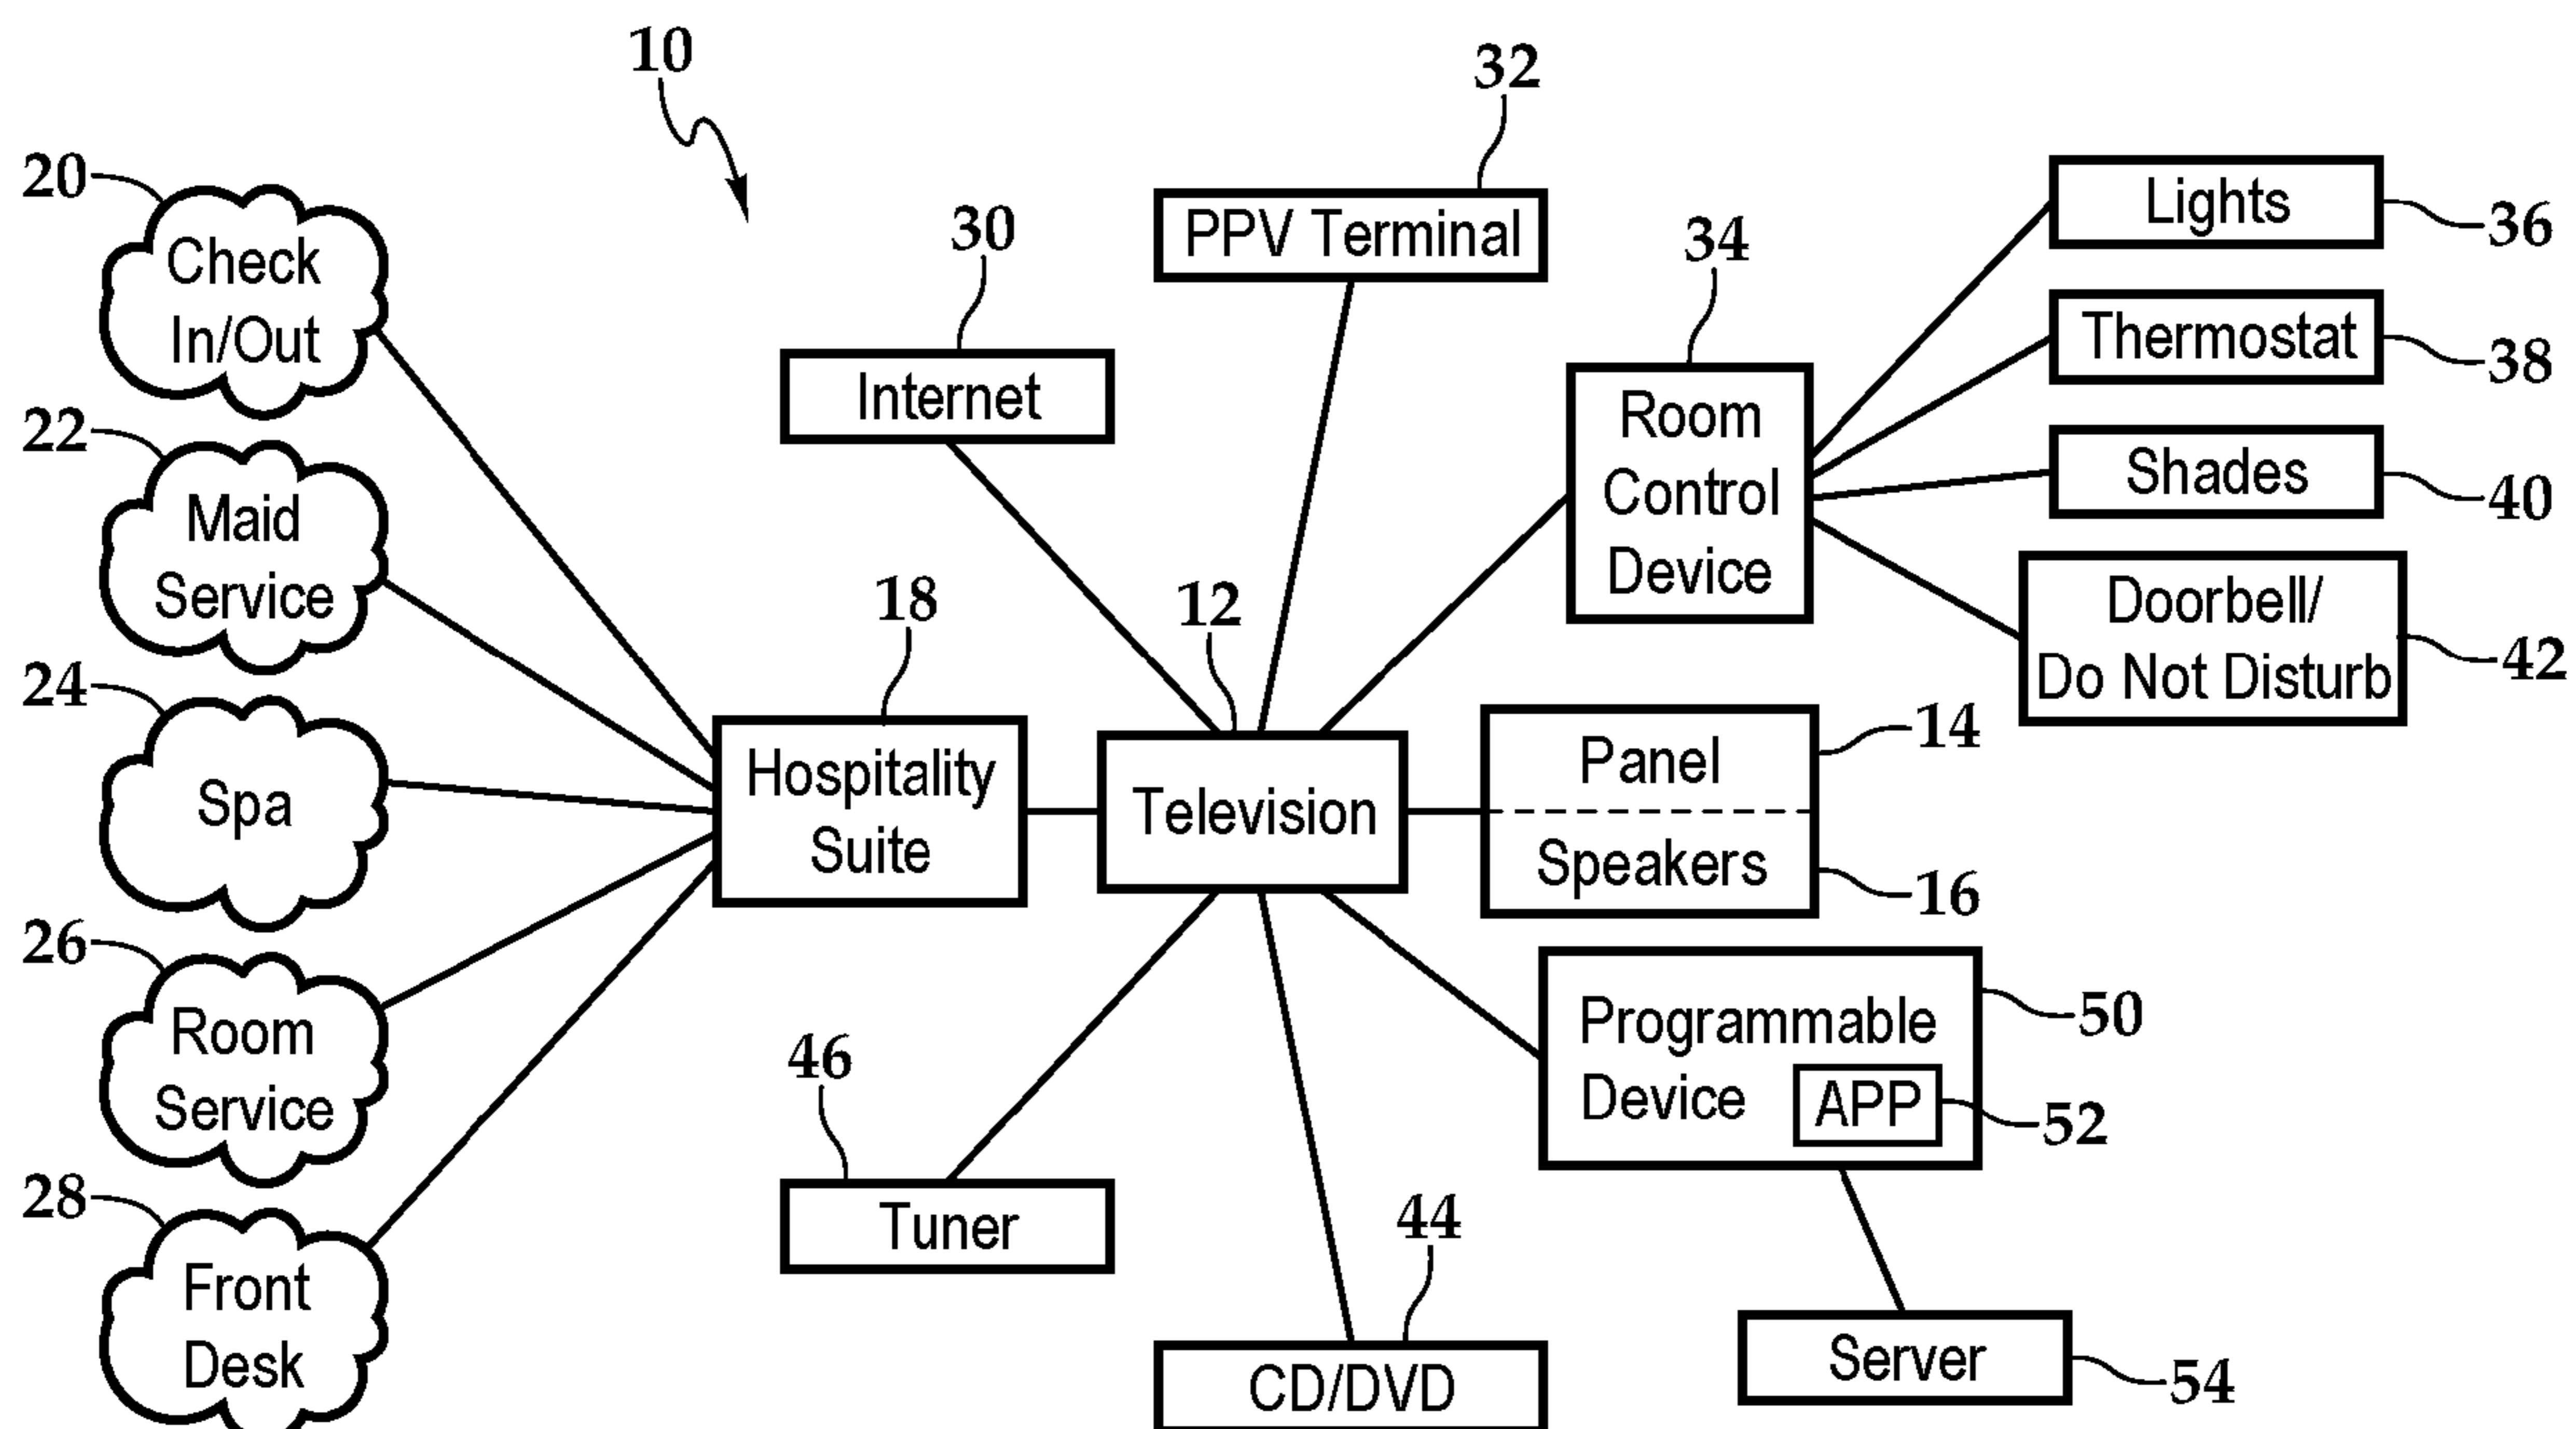 10
32
20
Check
In/Out
30
PPV Terminal
34
Lights
36
Internet
Thermostat
38
22
Maid
Service
Room
Control
Device
Shades
40
18
12
Doorbell/
Do Not Disturb
42
24
Spa
Hospitality
Suite
Television
Panel
14
Speakers
16
26
Room
Service
46
Programmable
Device
50
APP
52
28
Front
Desk
Tuner
44
CD/DVD
Server
54